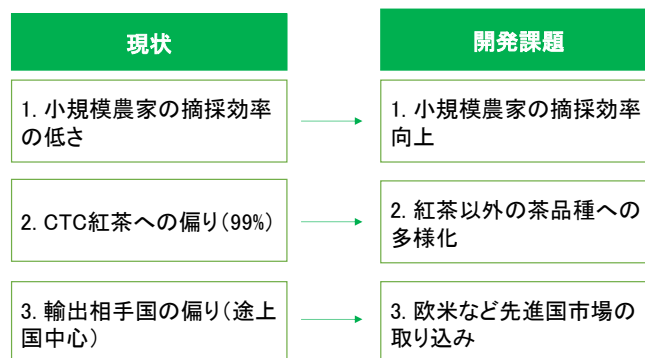 現状
開発課題
1. 小規模農家の摘採効率
の低さ
1. 小規模農家の摘採効率
向上
2. CTC紅茶への偏り（99%）
2. 紅茶以外の茶品種への
多様化
3. 輸出相手国の偏り（途上
国中心）
3. 欧米など先進国市場の
取り込み